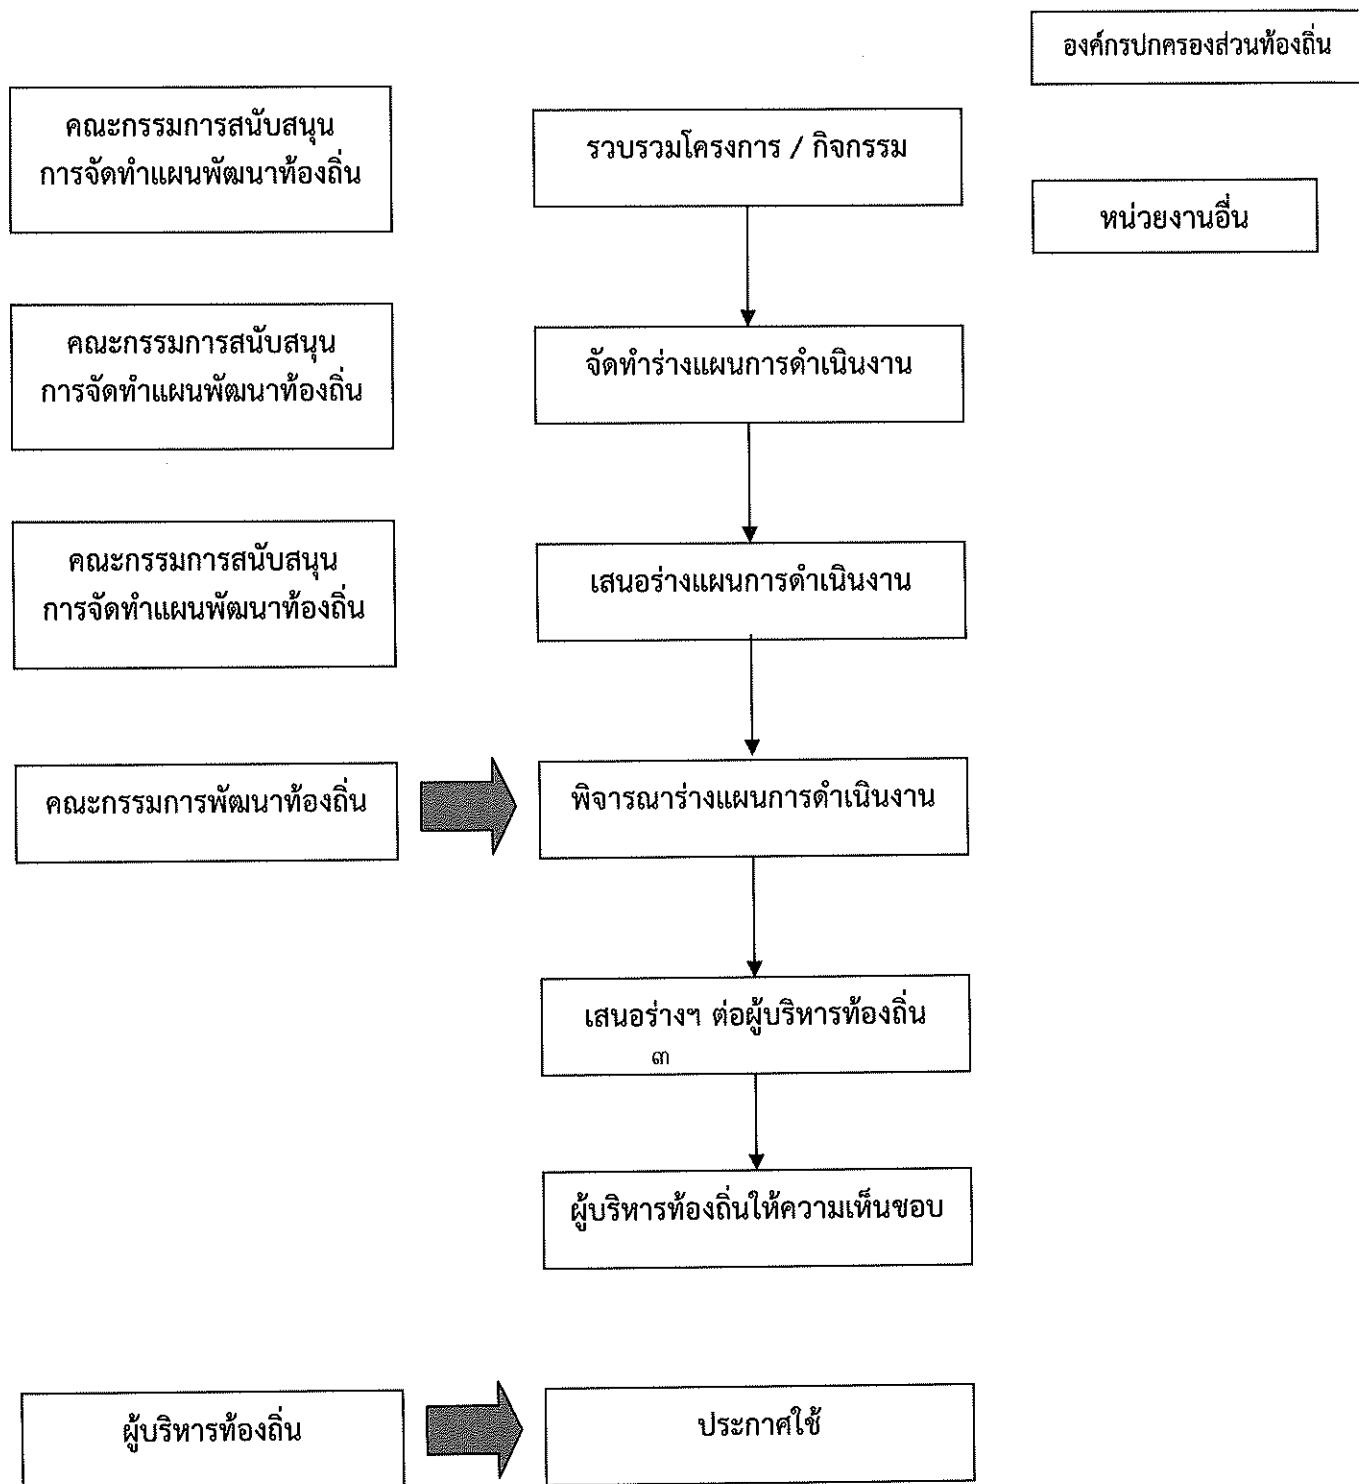 องค์กรปกครองส่วนท้องถิ่น
คณะกรรมการสนับสนุน
การจัดทำแผนพัฒนาท้องถิ่น
รวบรวมโครงการ / กิจกรรม
หน่วยงานอื่น
คณะกรรมการสนับสนุน
การจัดทำแผนพัฒนาท้องถิ่น
จัดทำร่างแผนการดำเนินงาน
คณะกรรมการสนับสนุน
การจัดทำแผนพัฒนาท้องถิ่น
เสนอร่างแผนการดำเนินงาน
คณะกรรมการพัฒนาท้องถิ่น
พิจารณาร่างแผนการดำเนินงาน
เสนอร่างฯ ต่อผู้บริหารท้องถิ่น
๓
ผู้บริหารท้องถิ่นให้ความเห็นชอบ
ผู้บริหารท้องถิ่น
ประกาศใช้